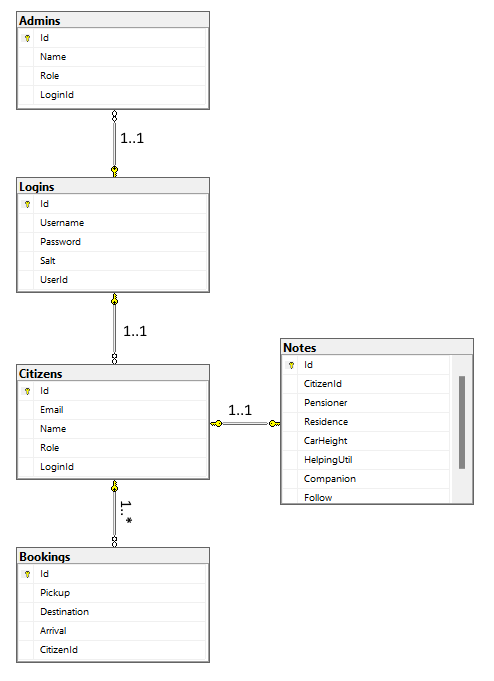 Admins
Id
Name
Role
LoginId
1..1
Logins
Id
Username
Password
Salt
UserId
1..1
Citizens
Id
Email
Name
Role
LoginId
1..1
Notes
Id
CitizenId
Pensioner
Residence
CarHeight
HelpingUtil
Companion
Follow
1..*
Bookings
Id
Pickup
Destination
Arrival
CitizenId